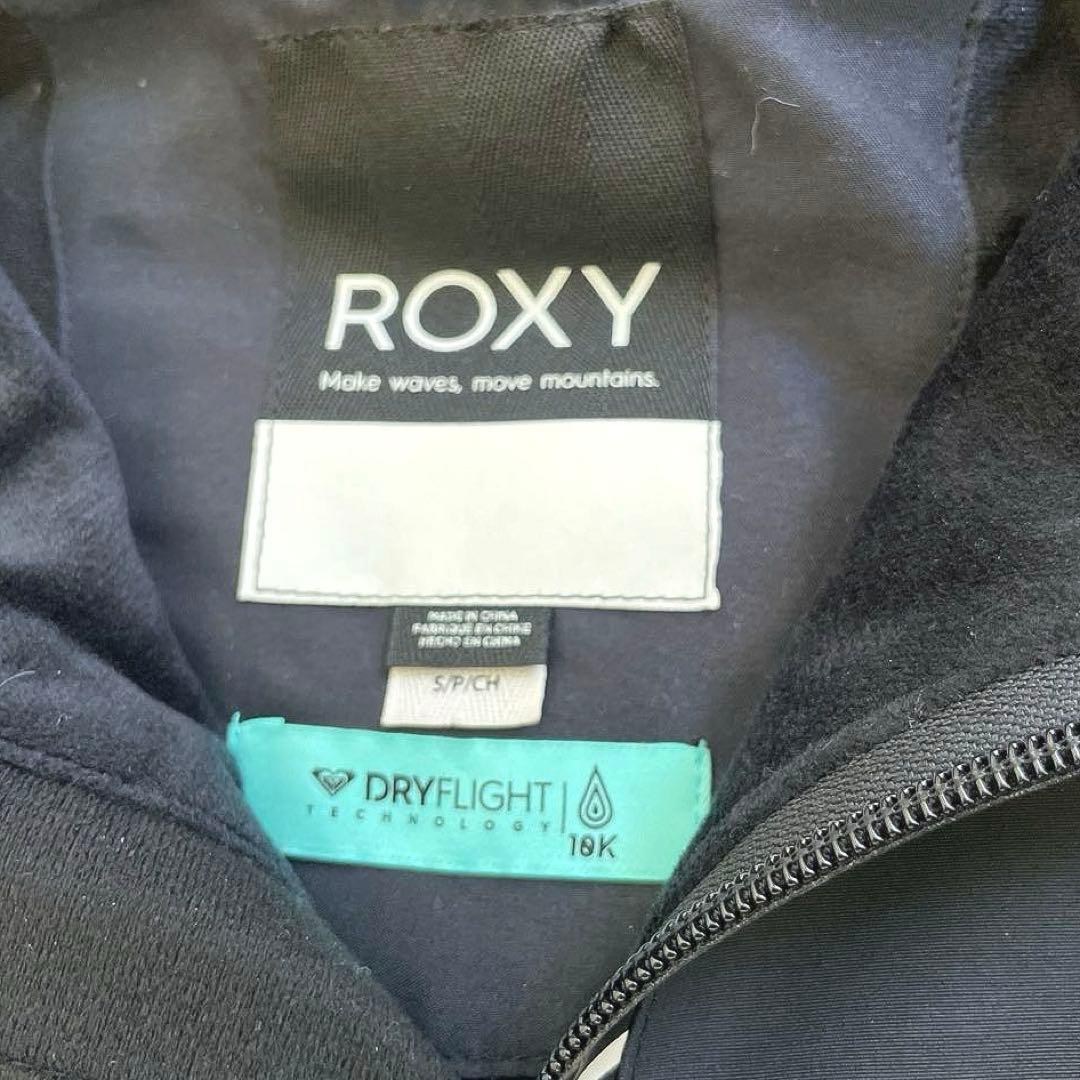 ROXY
Make waves, move mountains.
MADE IN CHINA
FABRIQUE EN CHINE
HECHO EN CHINA
S/P/CH
DRYFLIGHT
TECHNOLOGY
10K